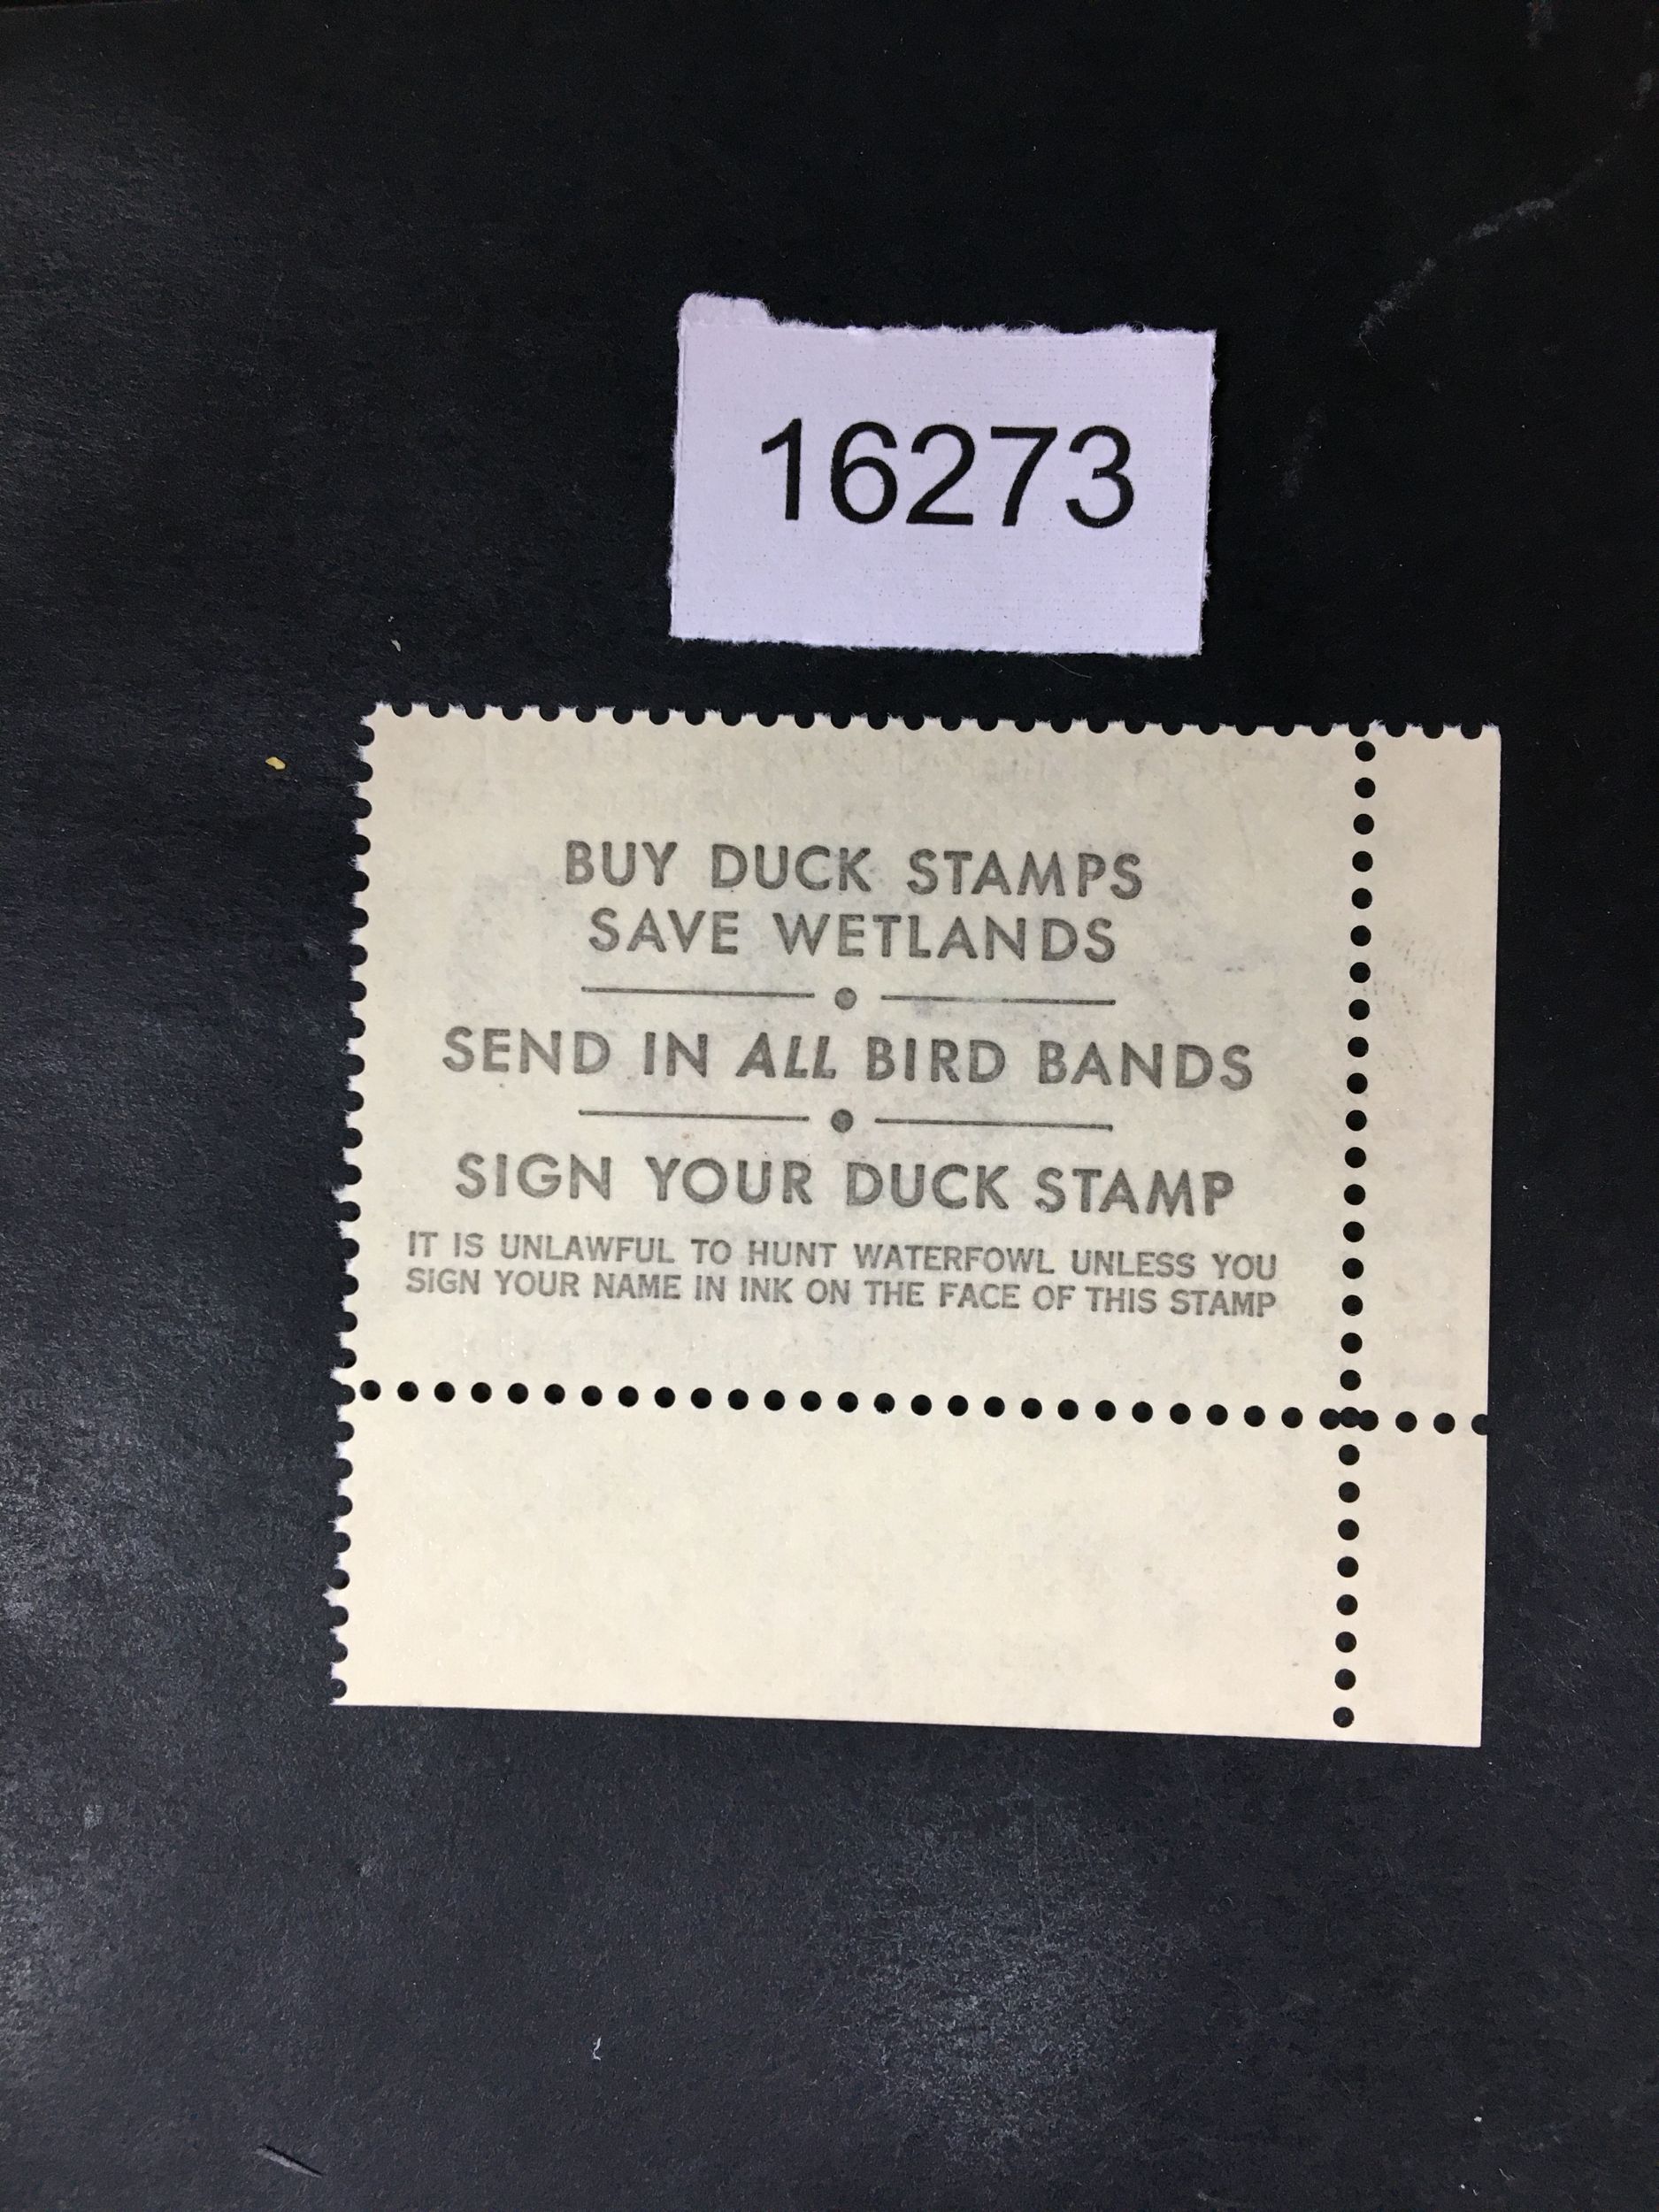 16273
BUY DUCK STAMPS
SAVE WETLANDS
SEND IN ALL BIRD BANDS
SIGN YOUR DUCK STAMP
IT IS UNLAWFUL TO HUNT WATERFOWL UNLESS YOU
SIGN YOUR NAME IN INK ON THE FACE OF THIS STAMP